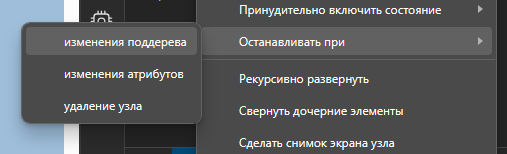 Принудительно включить состояние
изменения поддерева
Останавливать при
изменения атрибутов
Рекурсивно развернуть
удаление узла
Свернуть дочерние элементы
Сделать снимок экрана узла